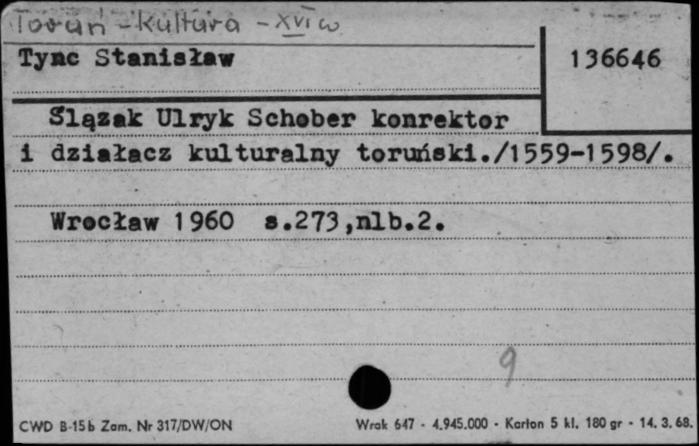 Toruń - Kultura - XVI w
Tync Stanisław
136646
Ślązak Ulryk Schober konrektor
i działacz kulturalny toruński./1559-1598/.
Wrocław 1960 s.273,nlb.2.
9
CWD B-15b Zam. Nr 317/DW/ON
Wrak 647 - 4.945.000 - Karton 5 kl. 180 gr - 14. 3. 68.